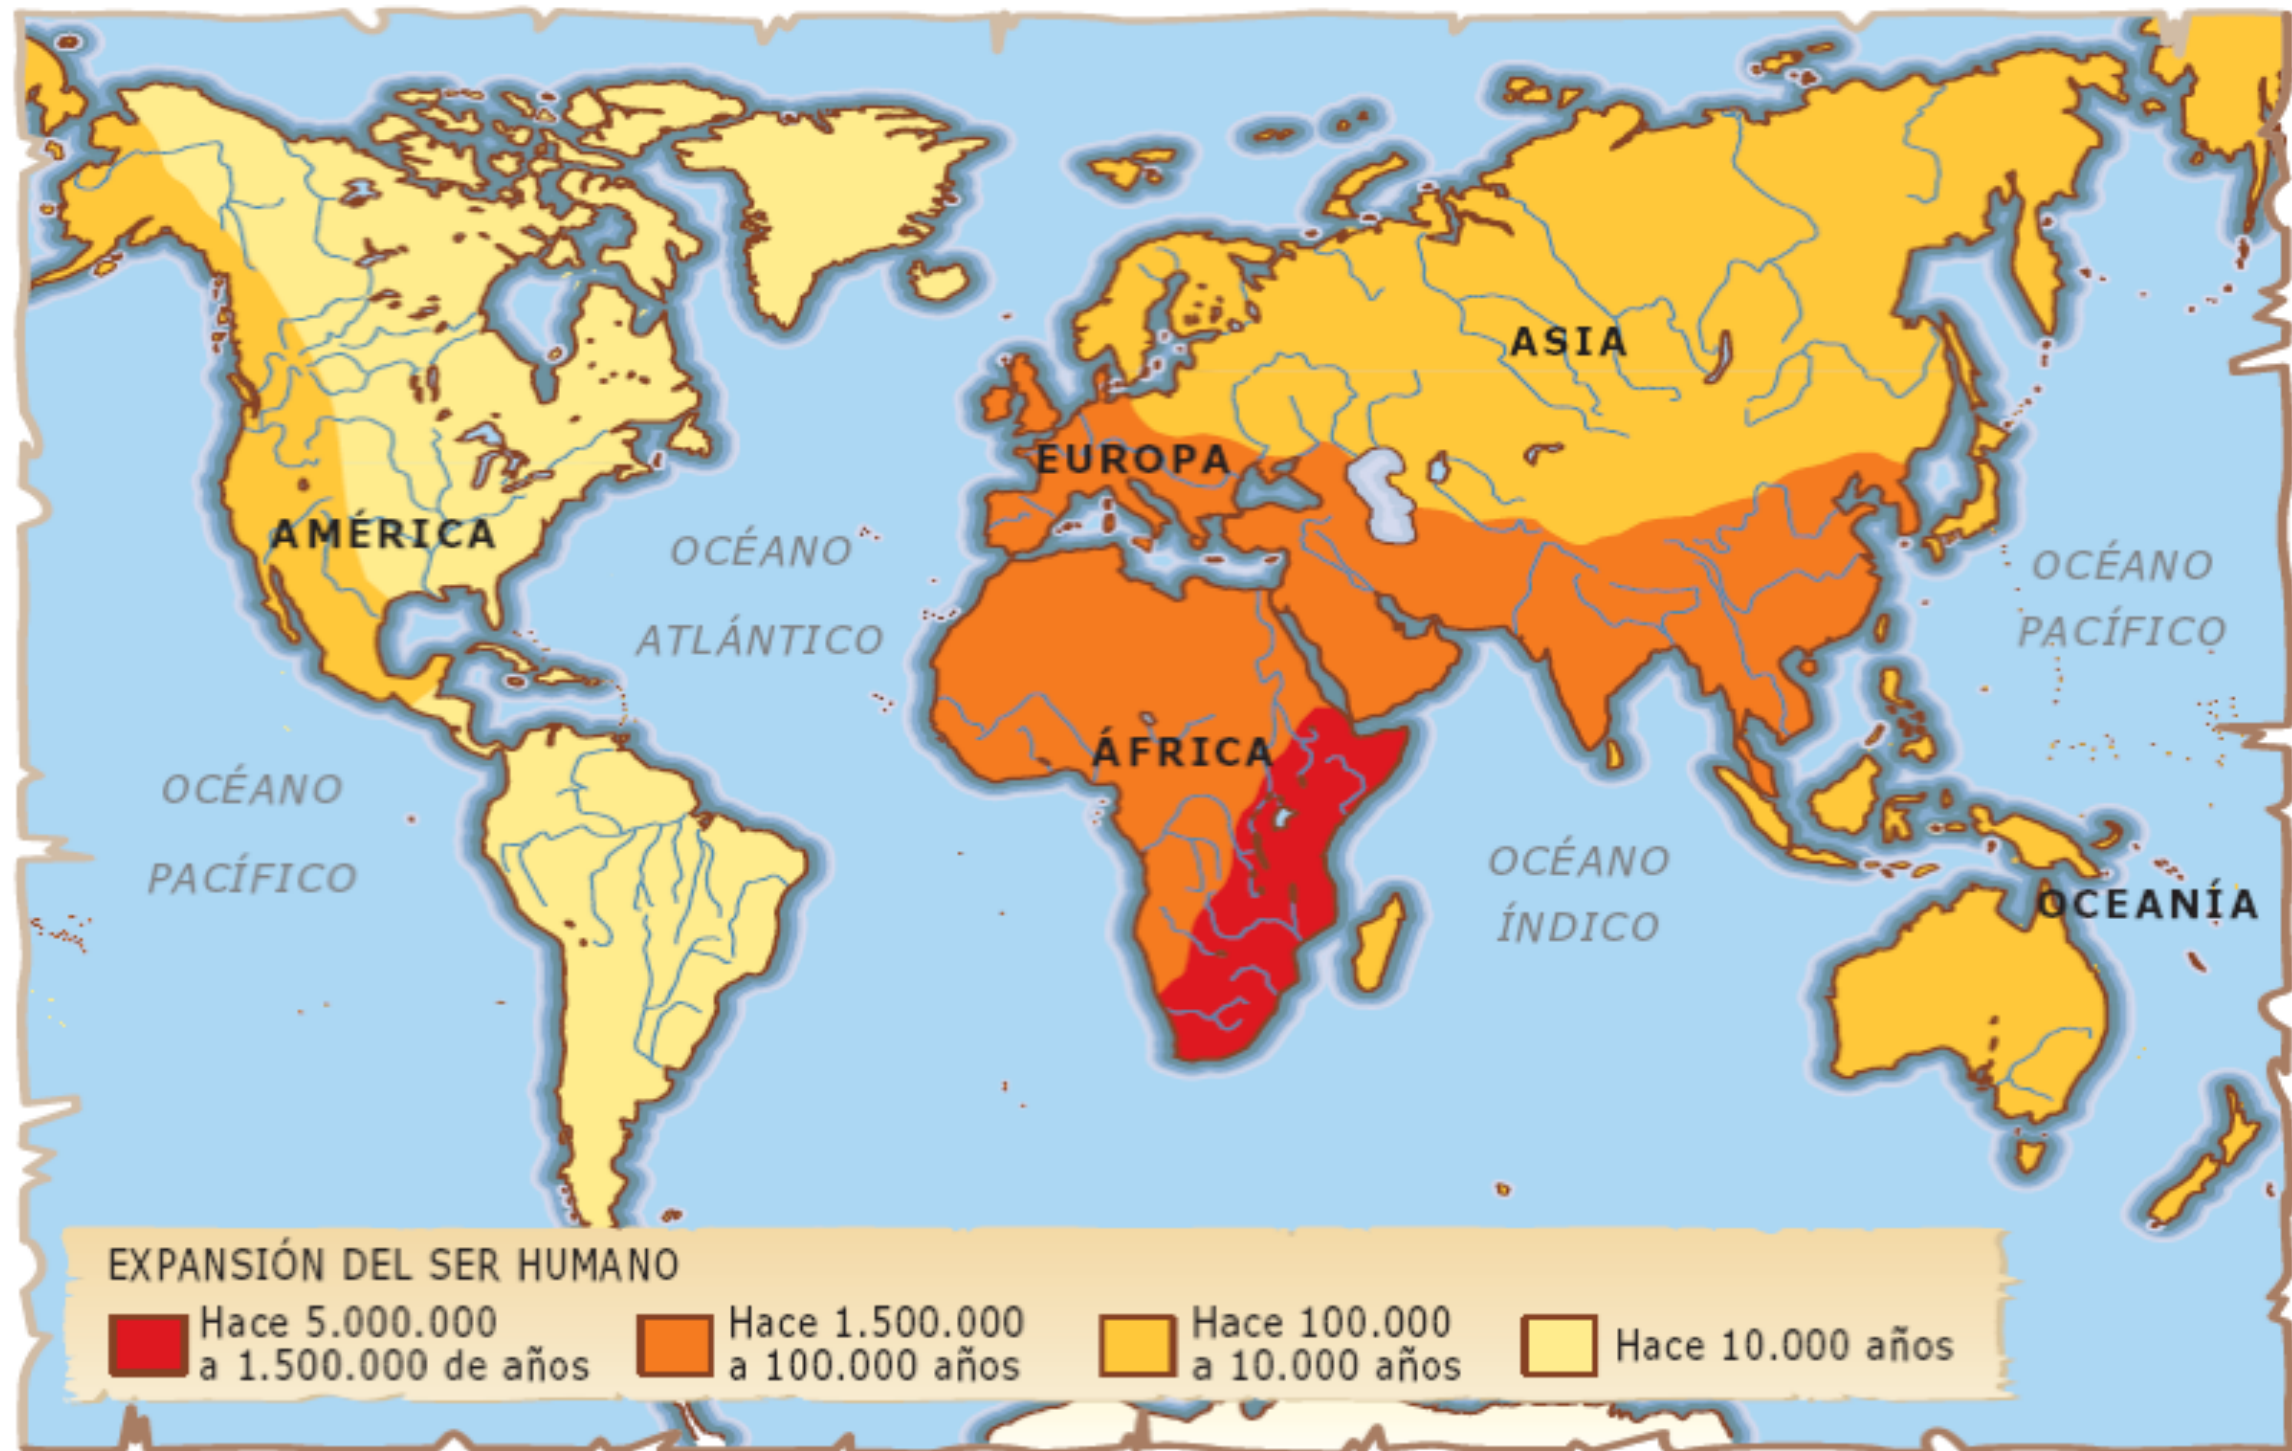 ASIA
EUROPA
AMÉRICA
OCÉANO
ATLÁNTICO
OCÉANO
PACÍFICO
ÁFRICA
OCÉANO
PACÍFICO
OCÉANO
ÍNDICO
OCEANÍA
EXPANSIÓN DEL SER HUMANO
Hace 5.000.000
a 1.500.000 de años
Hace 1.500.000
a 100.000 años
Hace 100.000
a 10.000 años
Hace 10.000 años